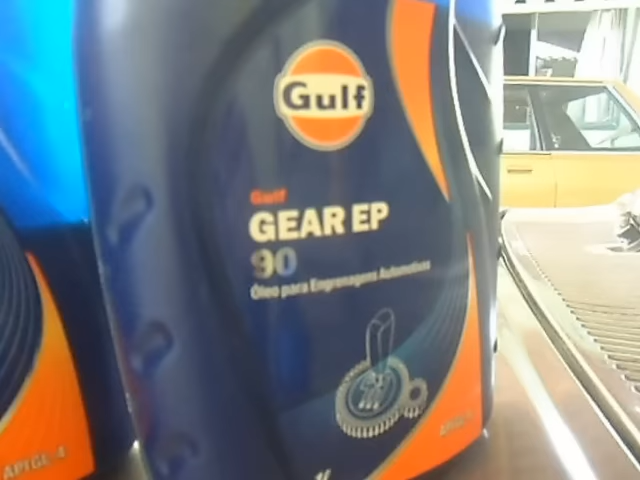 Gulf
Gulf
GEAR EP
90
Óleo para Engrenagens Automotivas
API GL-4